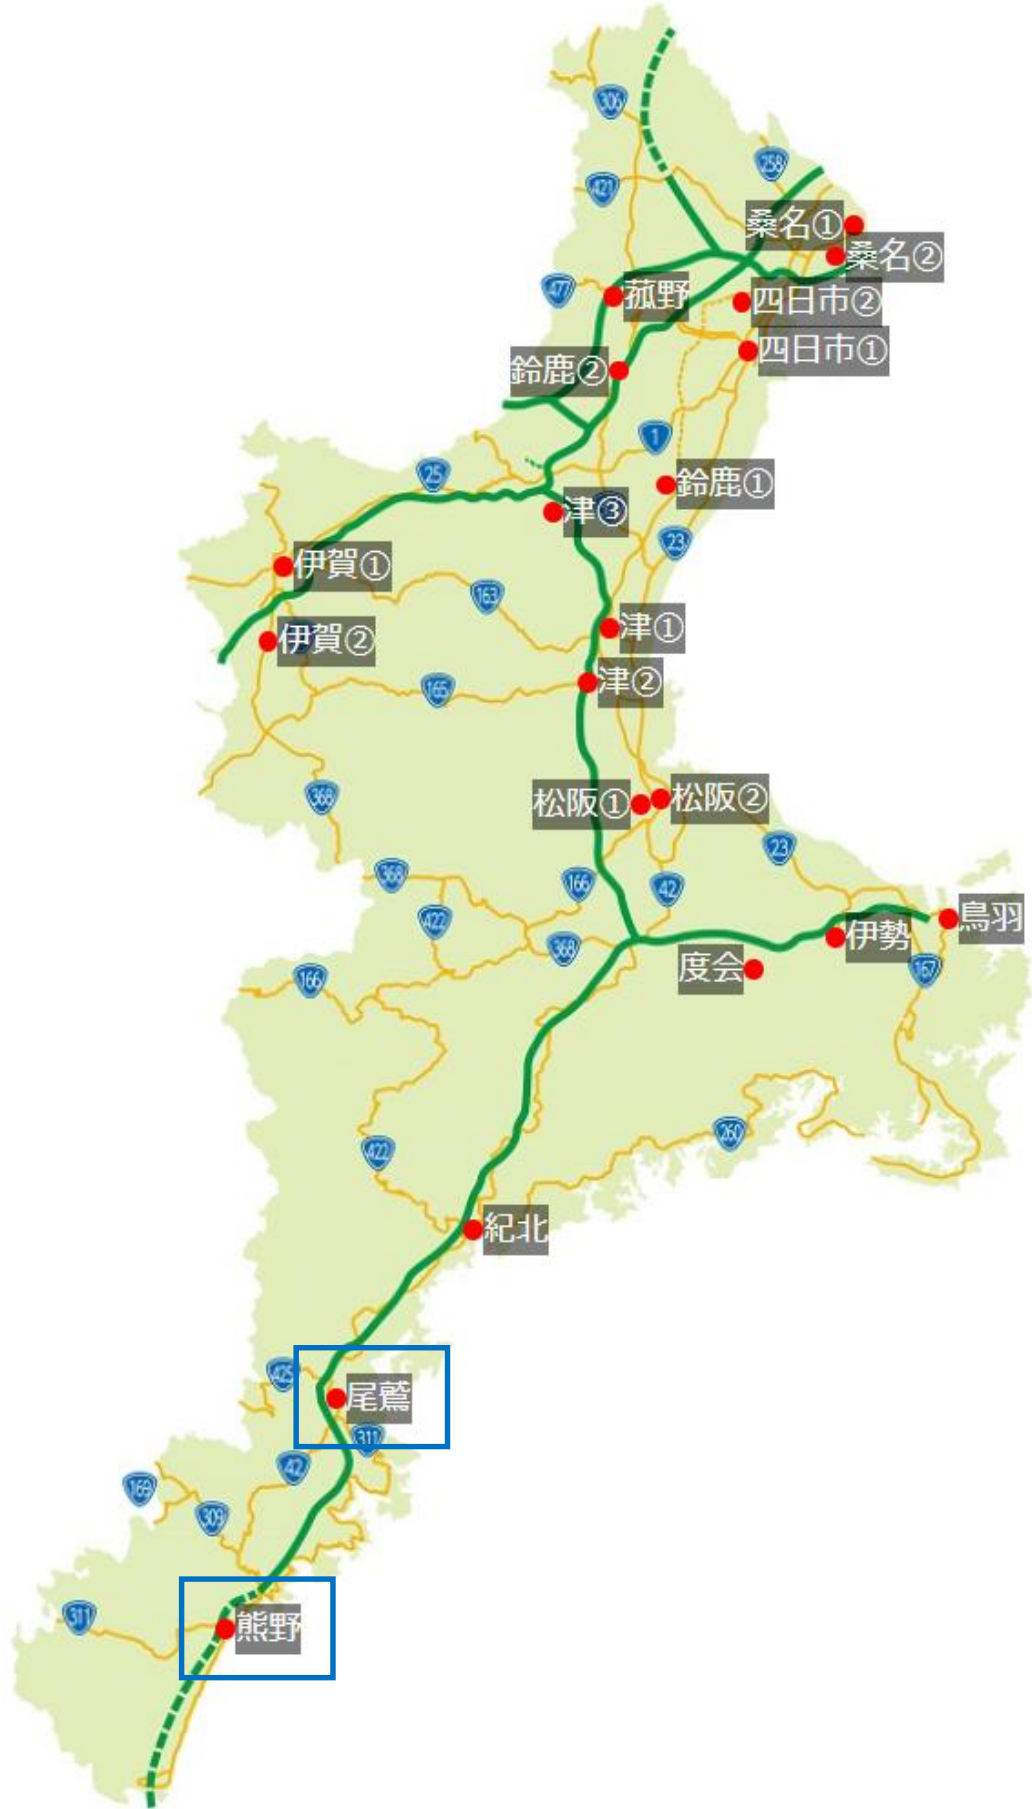 306
258
421
桑名①
桑名②
477
菰野
四日市②
四日市①
鈴鹿②
1
25
鈴鹿①
津③
23
伊賀①
163
津①
伊賀②
津②
165
松阪①
松阪②
368
23
368
166
42
422
鳥羽
伊勢
368
度会
167
166
260
422
紀北
425
尾鷲
311
42
169
309
311
熊野